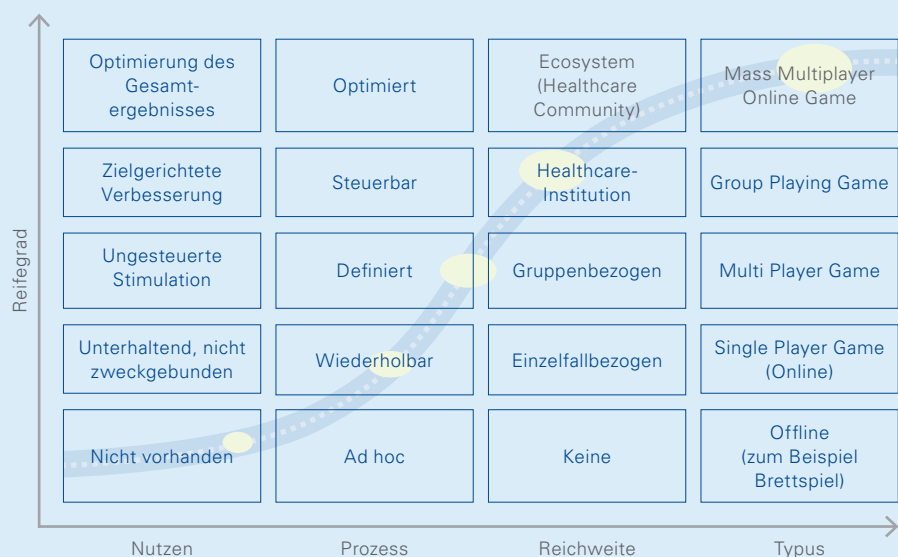 Optimierung des
Gesamt-
ergebnisses
Optimiert
Ecosystem
(Healthcare
Community)
Mass Multiplayer
Online Game
Zielgerichtete
Verbesserung
Steuerbar
Healthcare-
Institution
Group Playing Game
Ungesteuerte
Stimulation
Definiert
Gruppenbezogen
Multi Player Game
Unterhaltend, nicht
zweckgebunden
Wiederholbar
Einzelfallbezogen
Single Player Game
(Online)
Nicht vorhanden
Ad hoc
Keine
Offline
(zum Beispiel
Brettspiel)
Reifegrad
Nutzen
Prozess
Reichweite
Typus